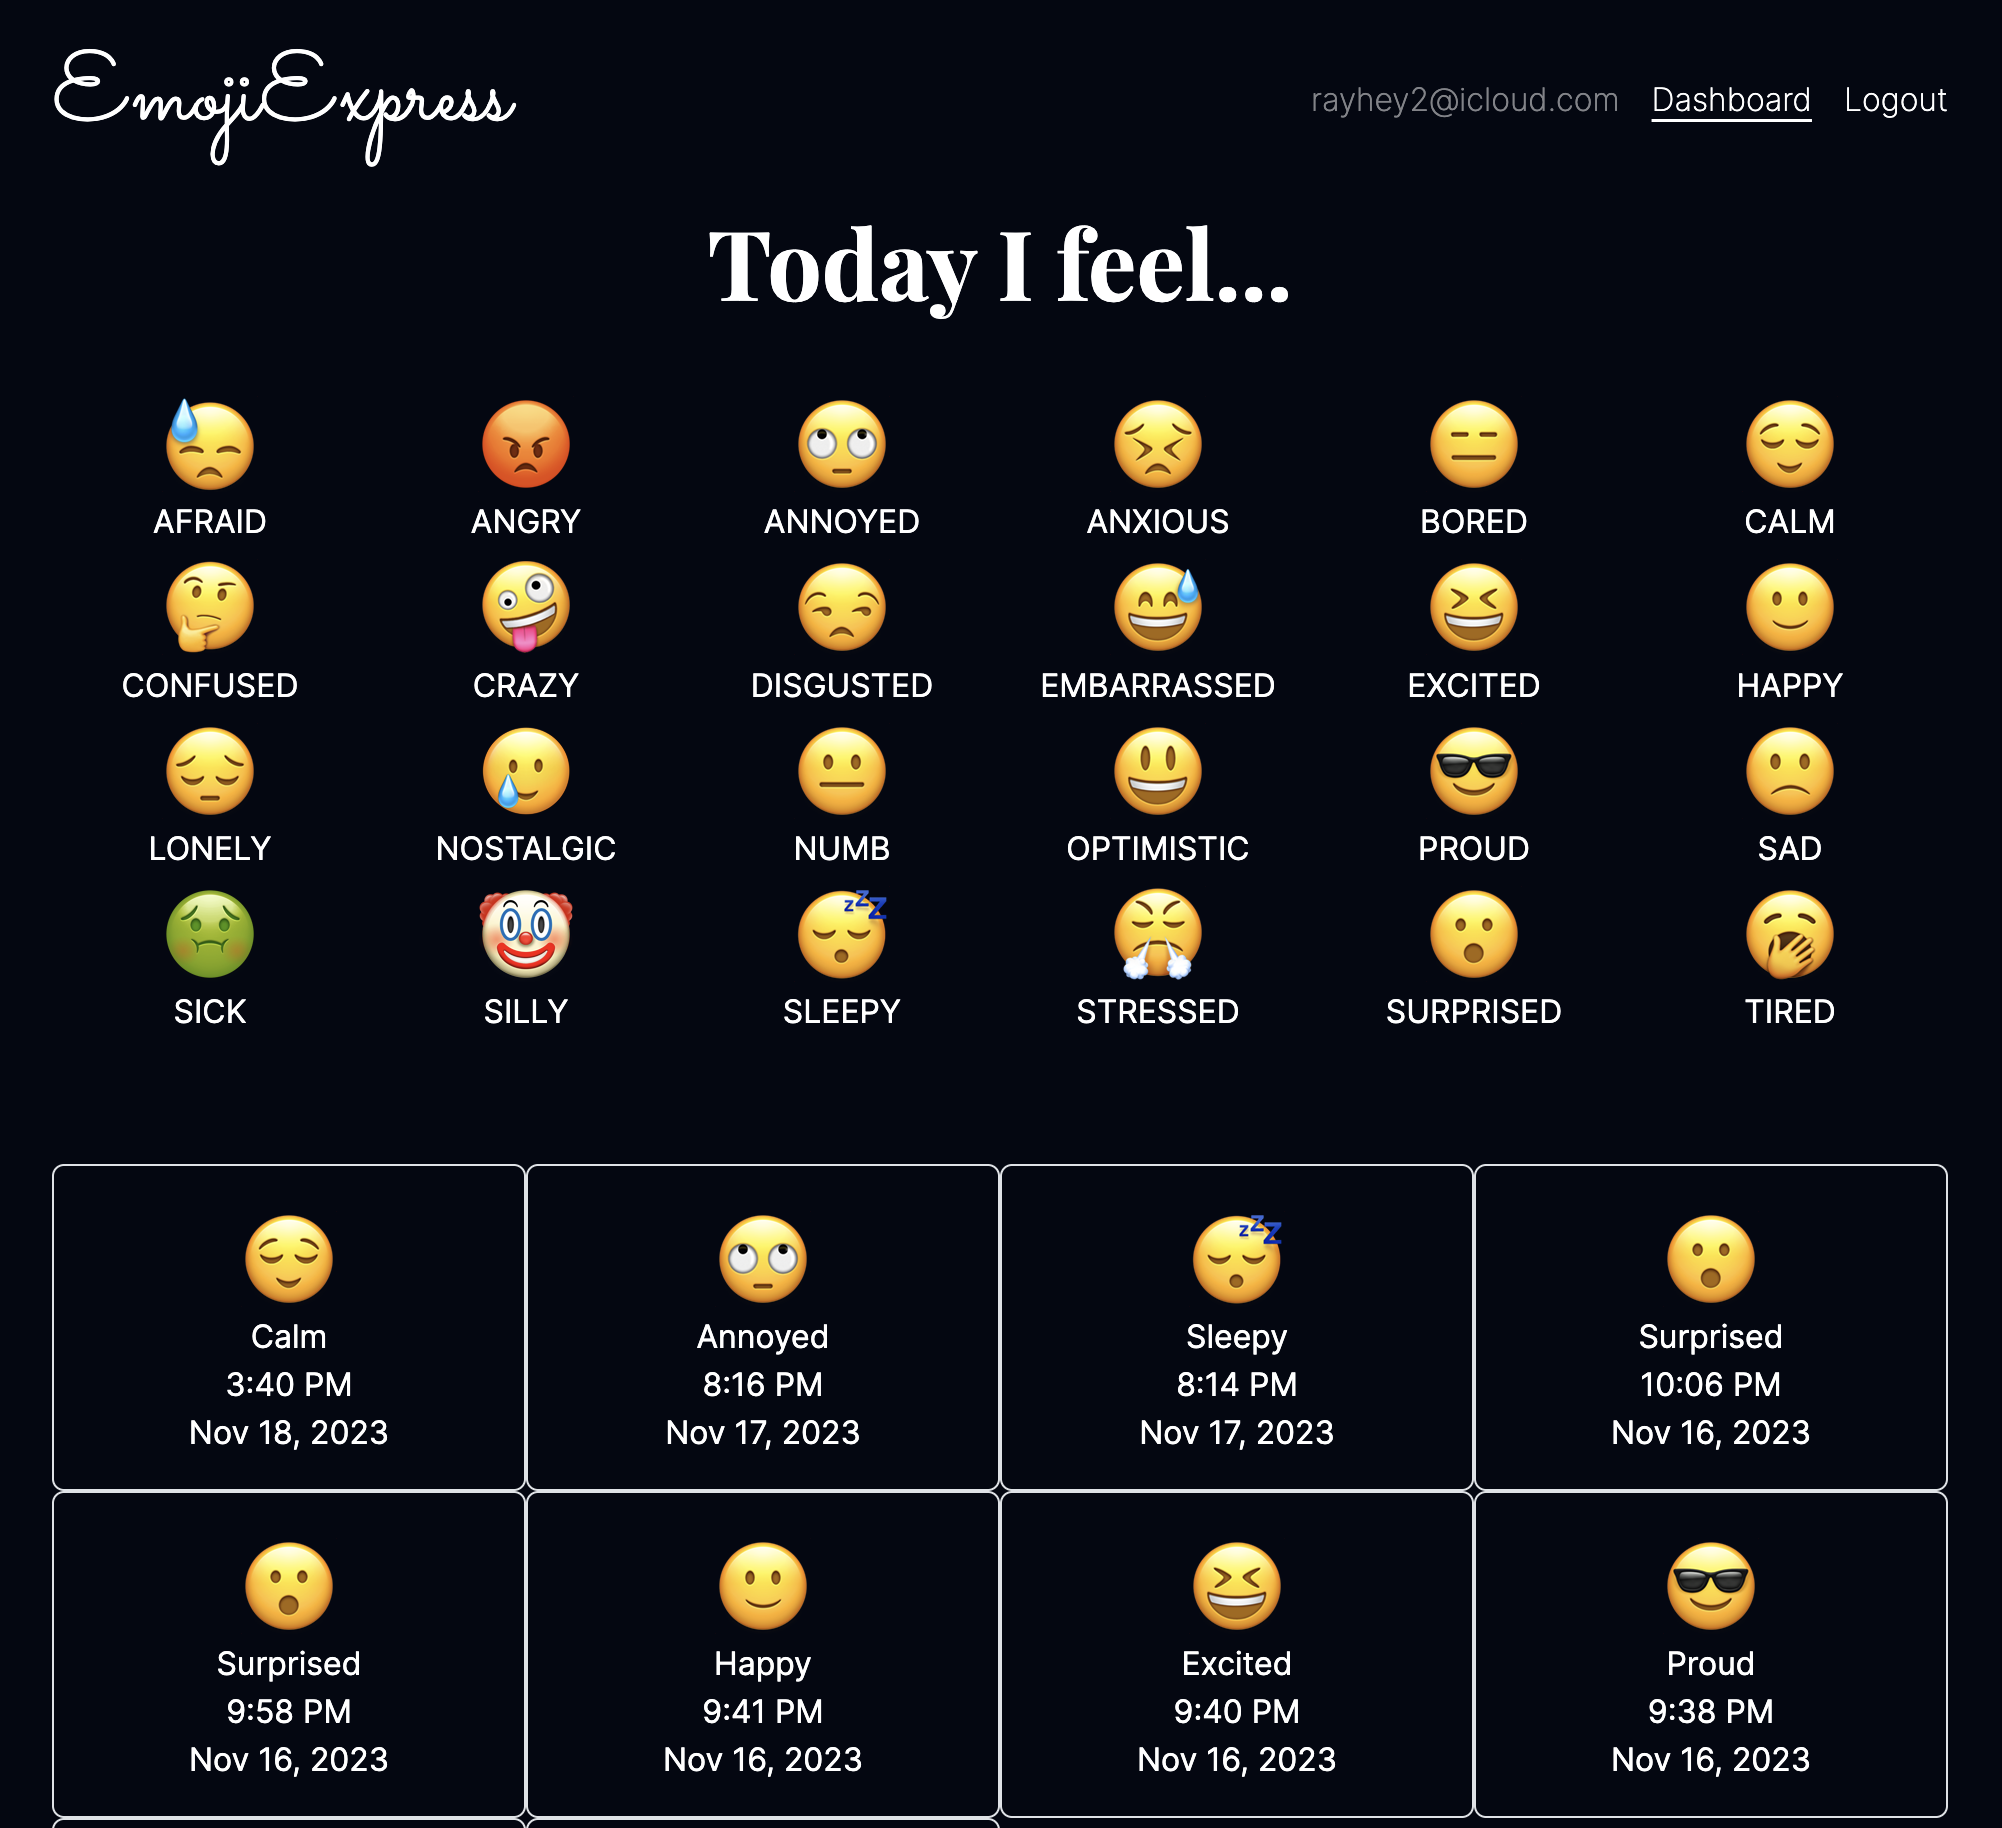 EmojiExpress
rayhey2@icloud.com Dashboard Logout
Today I feel...
AFRAID ANGRY ANNOYED ANXIOUS BORED CALM
CONFUSED CRAZY DISGUSTED EMBARRASSED EXCITED HAPPY
LONELY NOSTALGIC NUMB OPTIMISTIC PROUD SAD
SICK SILLY SLEEPY STRESSED SURPRISED TIRED
Calm
3:40 PM
Nov 18, 2023
Annoyed
8:16 PM
Nov 17, 2023
Sleepy
8:14 PM
Nov 17, 2023
Surprised
10:06 PM
Nov 16, 2023
Surprised
9:58 PM
Nov 16, 2023
Happy
9:41 PM
Nov 16, 2023
Excited
9:40 PM
Nov 16, 2023
Proud
9:38 PM
Nov 16, 2023